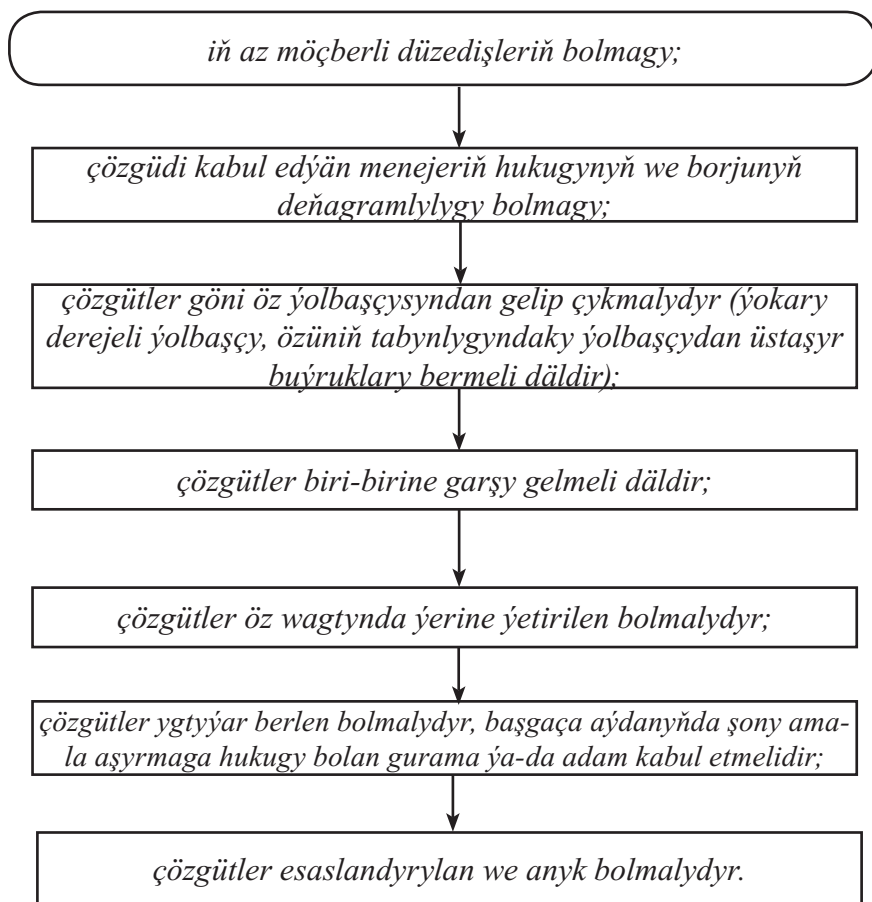 iň az möçberli düzedişleriň bolmagy;
çözgüdi kabul edýän menejeriň hukugynyň we borjunyň
deňagramlylygy bolmagy;
çözgütler göni öz ýolbaşçysyndan gelip çykmalydyr (ýokary
derejeli ýolbaşçy, özüniň tabynlygyndaky ýolbaşçydan üstaşyr
buýruklary bermeli däldir);
çözgütler biri-birine garşy gelmeli däldir;
çözgütler öz wagtynda ýerine ýetirilen bolmalydyr;
çözgütler ygtyýar berlen bolmalydyr, başgaça aýdanyňda şony ama-
la aşyrmaga hukugy bolan gurama ýa-da adam kabul etmelidir;
çözgütler esaslandyrylan we anyk bolmalydyr.